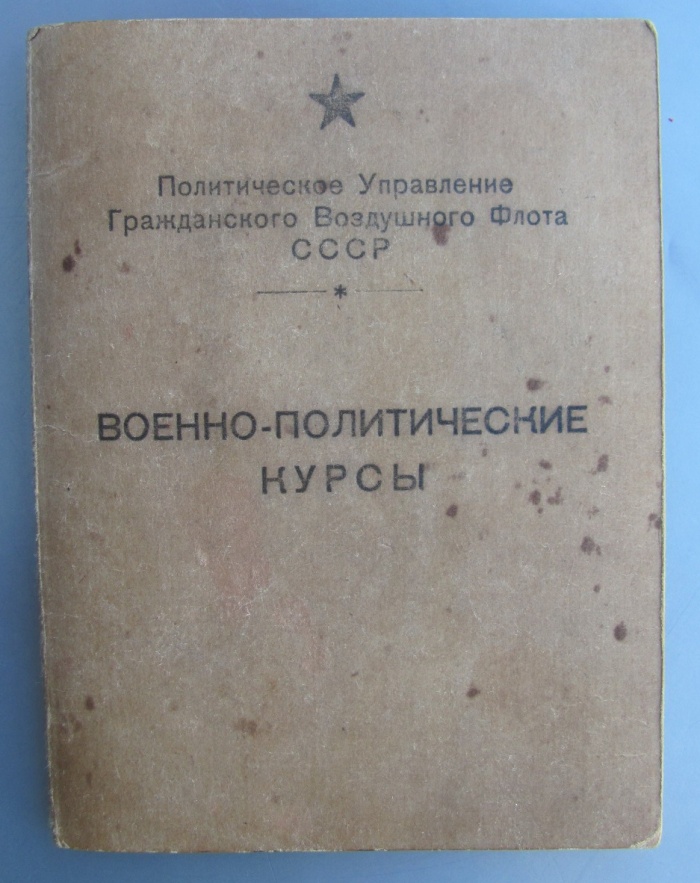 Политическое Управление
Гражданского Воздушного Флота
СССР
ВОЕННО-ПОЛИТИЧЕСКИЕ
КУРСЫ